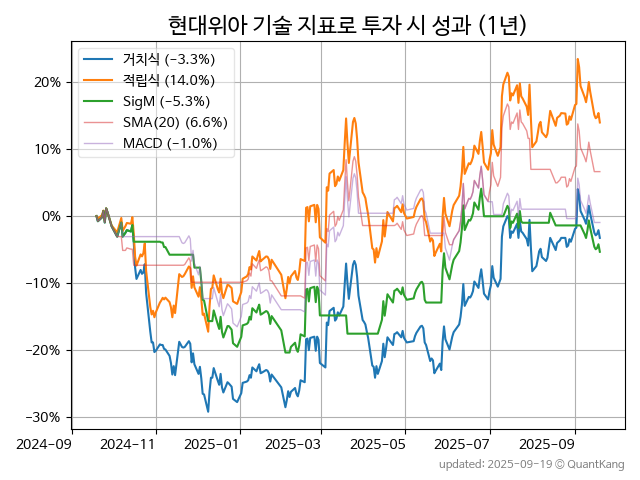 현대위아 기술 지표로 투자 시 성과 (1년)
거치식 (−3.3%)
적립식 (14.0%)
SigM (−5.3%)
SMA(20) (6.6%)
MACD (−1.0%)
20%
10%
0%
−10%
−20%
−30%
2024-09 2024-11 2025-01 2025-03 2025-05 2025-07 2025-09
updated: 2025-09-19 © QuantKang